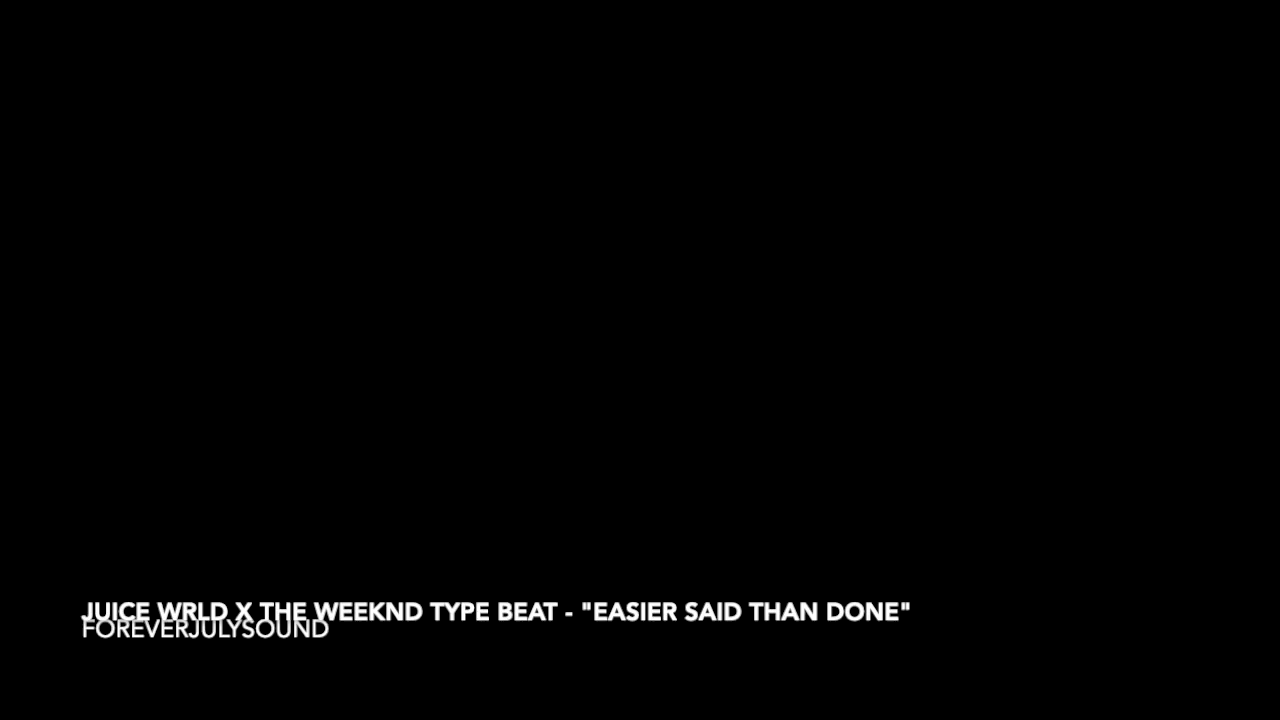 JUICE WRLD X THE WEEKND TYPE BEAT - "EASIER SAID THAN DONE"
FOREVERJULYSOUND